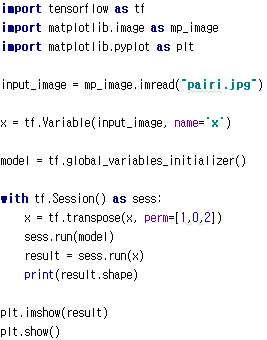 import tensorflow as tf
import matplotlib.image as mp_image
import matplotlib.pyplot as plt
input_image = mp_image.imread("pairi.jpg")
x = tf.Variable(input_image, name='x')
model = tf.global_variables_initializer()
with tf.Session() as sess:
    x = tf.transpose(x, perm=[1,0,2])
    sess.run(model)
    result = sess.run(x)
    print(result.shape)
plt.imshow(result)
plt.show()